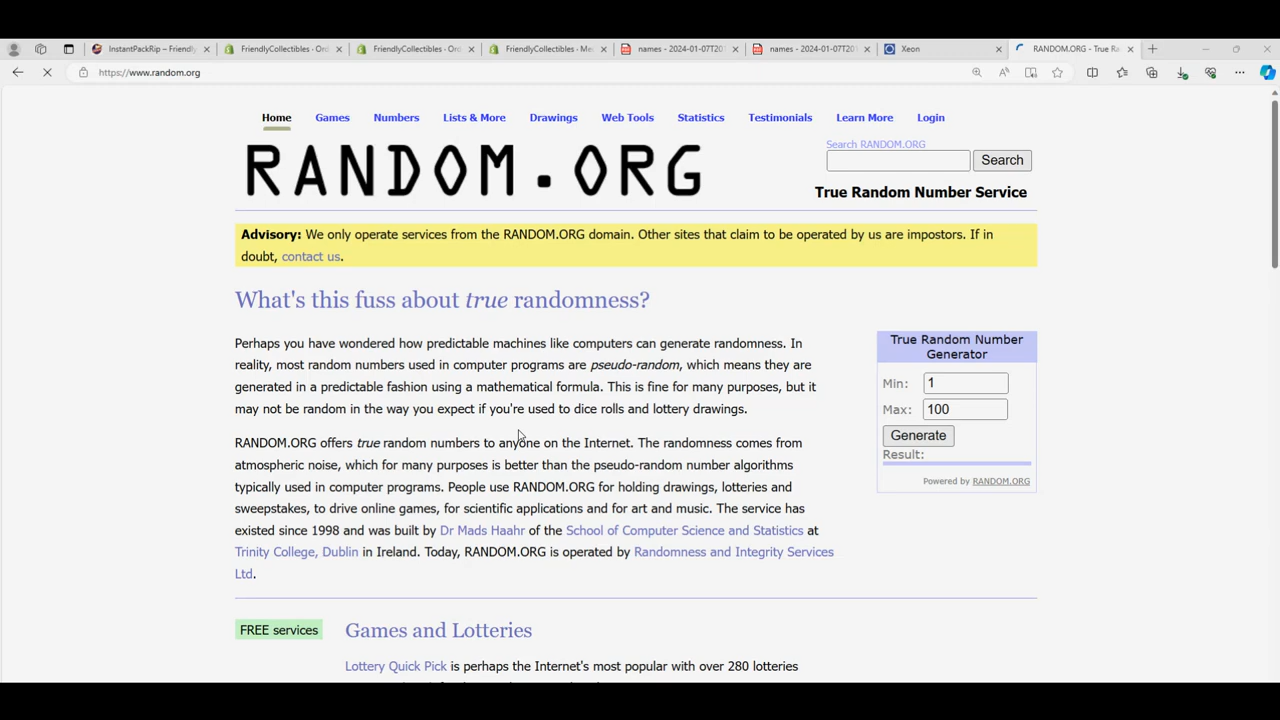 InstantPackRip – Friendly
FriendlyCollectibles · Ord
FriendlyCollectibles · Ord
FriendlyCollectibles · Me
names - 2024-01-07T20
names - 2024-01-07T20
Xeon
RANDOM.ORG - True Ra
https://www.random.org
Home
Games
Numbers
Lists & More
Drawings
Web Tools
Statistics
Testimonials
Learn More
Login
RANDOM.ORG
Search RANDOM.ORG
Search
True Random Number Service
Advisory: We only operate services from the RANDOM.ORG domain. Other sites that claim to be operated by us are impostors. If in
doubt, contact us.
What's this fuss about true randomness?
Perhaps you have wondered how predictable machines like computers can generate randomness. In
reality, most random numbers used in computer programs are pseudo-random, which means they are
generated in a predictable fashion using a mathematical formula. This is fine for many purposes, but it
may not be random in the way you expect if you're used to dice rolls and lottery drawings.
RANDOM.ORG offers true random numbers to anyone on the Internet. The randomness comes from
atmospheric noise, which for many purposes is better than the pseudo-random number algorithms
typically used in computer programs. People use RANDOM.ORG for holding drawings, lotteries and
sweepstakes, to drive online games, for scientific applications and for art and music. The service has
existed since 1998 and was built by Dr Mads Haahr of the School of Computer Science and Statistics at
Trinity College, Dublin in Ireland. Today, RANDOM.ORG is operated by Randomness and Integrity Services
Ltd.
True Random Number
Generator
Min: 1
Max: 100
Generate
Result:
Powered by RANDOM.ORG
FREE services
Games and Lotteries
Lottery Quick Pick is perhaps the Internet's most popular with over 280 lotteries